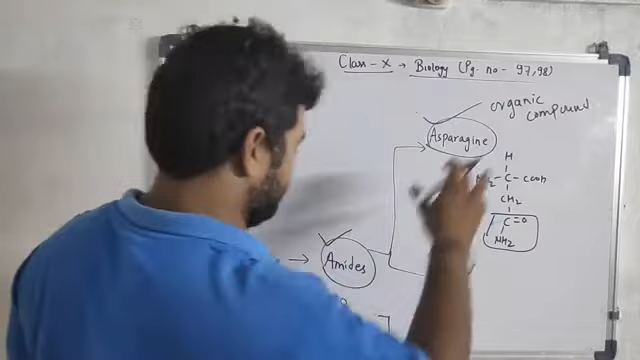 Class-X → Biology (Pg. no - 97,98)
organic
compound
Asparagine
H
-C-COOH
CH2
C=O
NH2
Amides